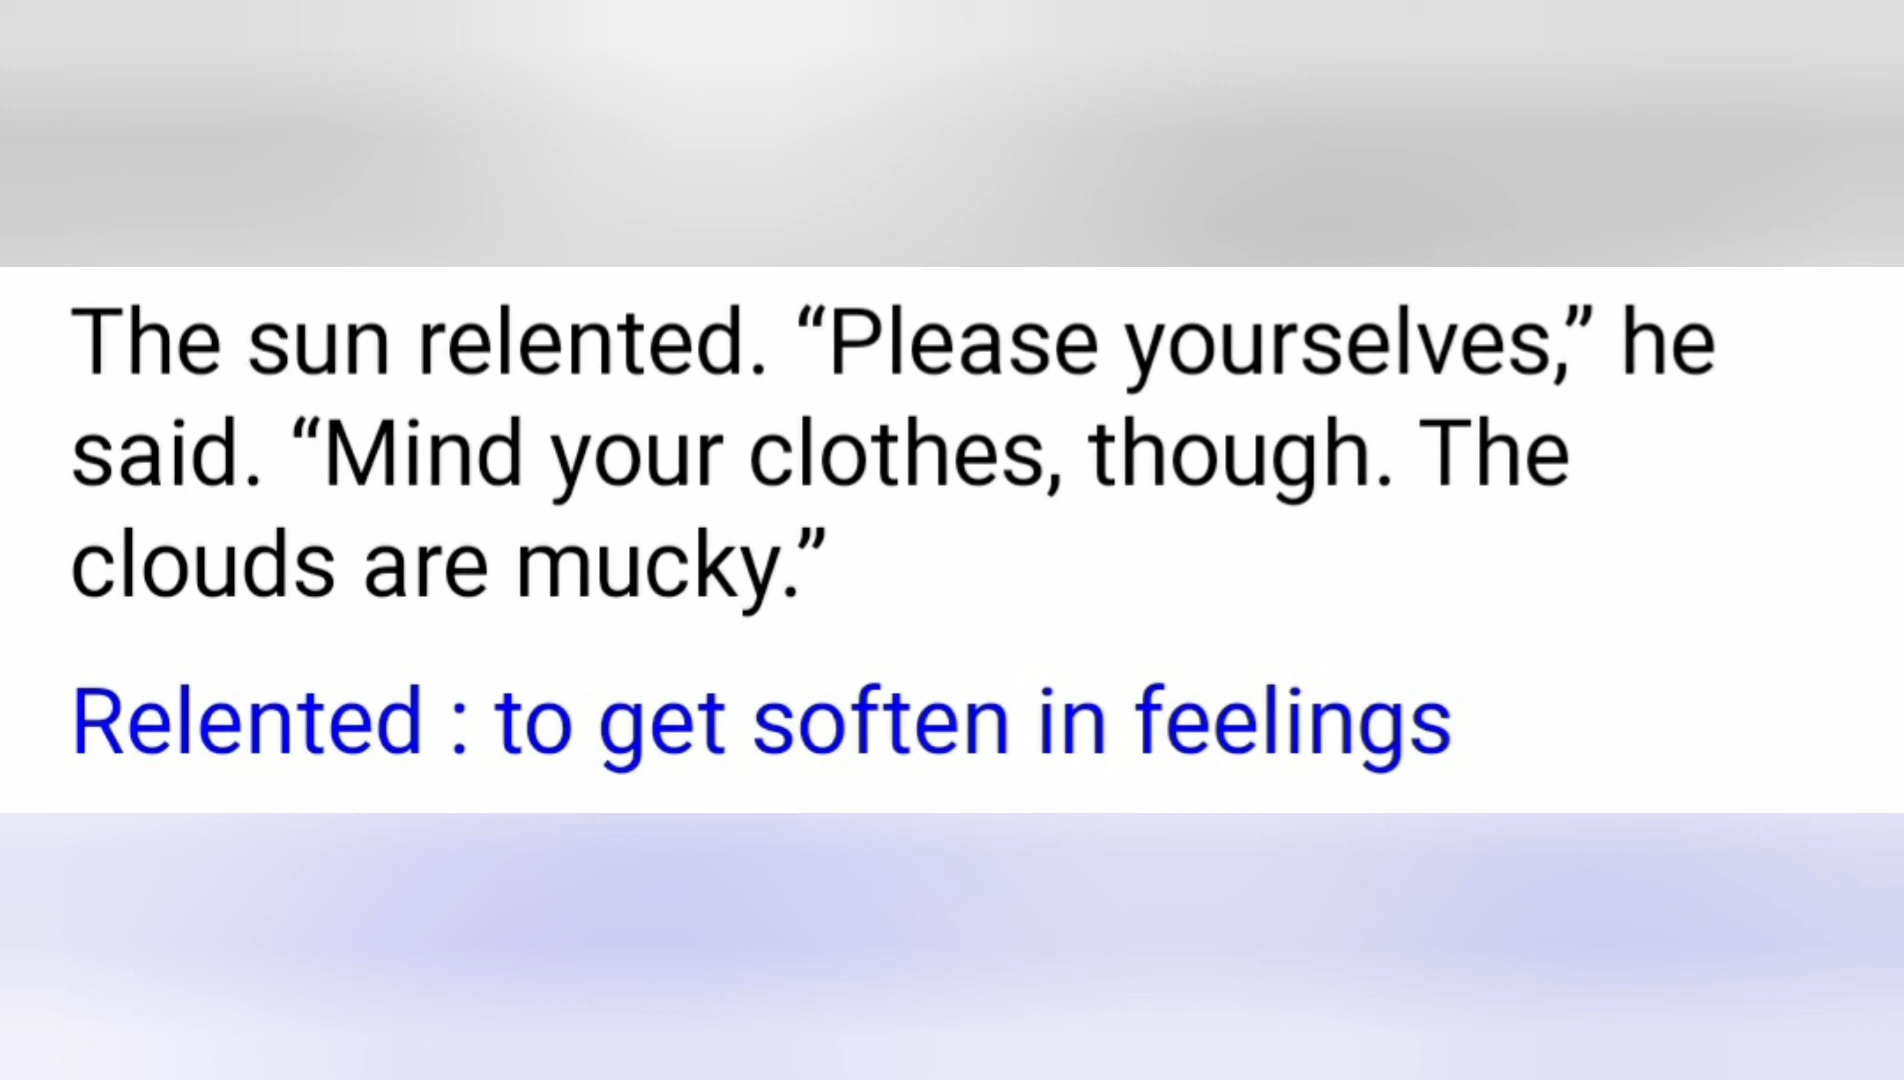 The sun relented. “Please yourselves,” he
said. “Mind your clothes, though. The
clouds are mucky.”
Relented : to get soften in feelings